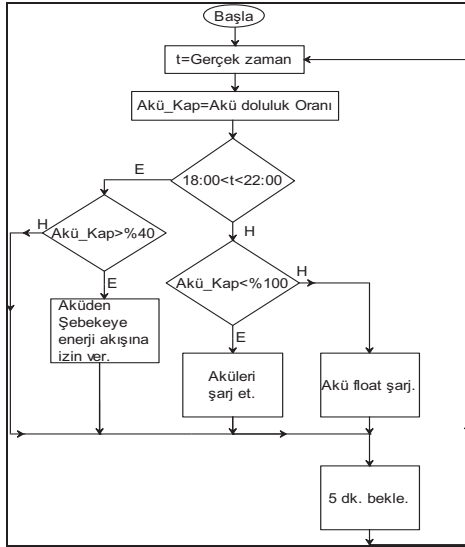 Başla
t=Gerçek zaman
Akü_Kap=Akü doluluk Oranı
E
18:00<t<22:00
H
Akü_Kap>%40
H
Akü_Kap<%100
H
E
Aküden
Şebekeye
enerji akışına
izin ver.
E
Aküleri
şarj et.
Akü float şarj.
5 dk. bekle.